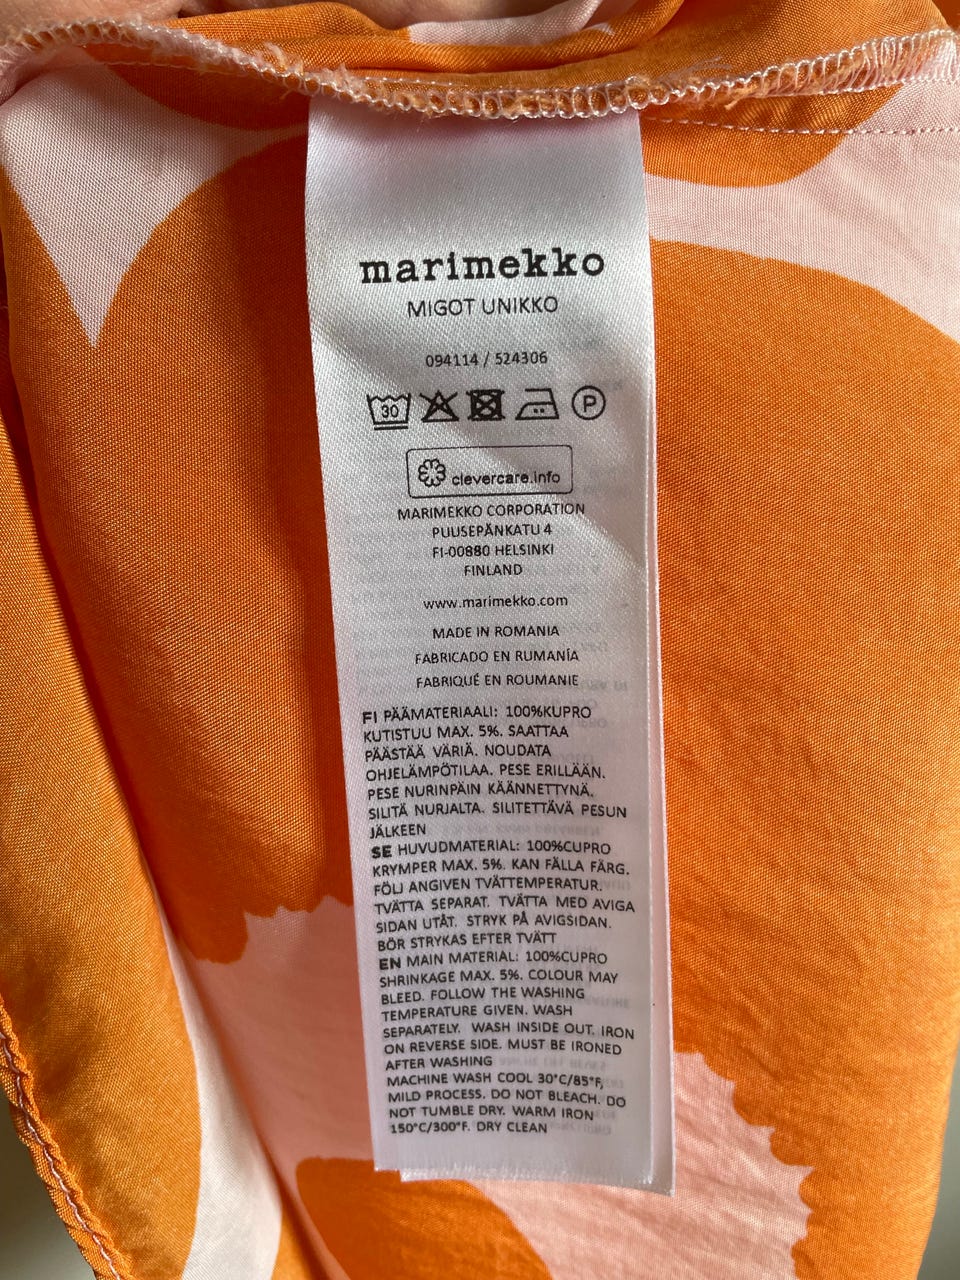 marimekko
MIGOT UNIKKO
094114 / 524306
30 P
clevercare.info
MARIMEKKO CORPORATION
PUUSEPÄNKATU 4
FI-00880 HELSINKI
FINLAND
www.marimekko.com
MADE IN ROMANIA
FABRICADO EN RUMANÍA
FABRIQUÉ EN ROUMANIE
FI PÄÄMATERIAALI: 100%KUPRO
KUTISTUU MAX. 5%. SAATTAA
PÄÄSTÄÄ VÄRIÄ. NOUDATA
OHJELÄMPÖTILAA. PESE ERILLÄÄN.
PESE NURINPÄIN KÄÄNNETTYNÄ.
SILITÄ NURJALTA. SILITETTÄVÄ PESUN
JÄLKEEN
SE HUVUDMATERIAL: 100%CUPRO
KRYMPER MAX. 5%. KAN FÄLLA FÄRG.
FÖLJ ANGIVEN TVÄTTEMPERATUR.
TVÄTTA SEPARAT. TVÄTTA MED AVIGA
SIDAN UTÅT. STRYK PÅ AVIGSIDAN.
BÖR STRYKAS EFTER TVÄTT
EN MAIN MATERIAL: 100%CUPRO
SHRINKAGE MAX. 5%. COLOUR MAY
BLEED. FOLLOW THE WASHING
TEMPERATURE GIVEN. WASH
SEPARATELY. WASH INSIDE OUT. IRON
ON REVERSE SIDE. MUST BE IRONED
AFTER WASHING
MACHINE WASH COOL 30°C/85°F,
MILD PROCESS. DO NOT BLEACH. DO
NOT TUMBLE DRY. WARM IRON
150°C/300°F. DRY CLEAN